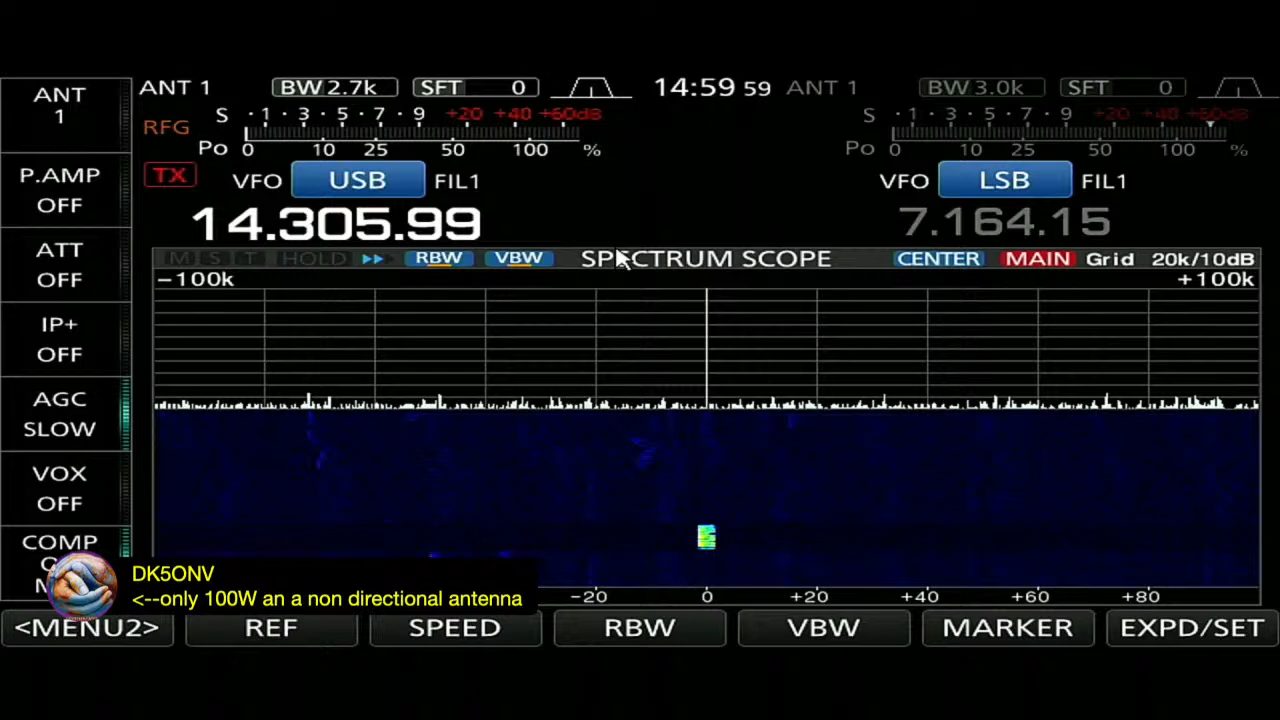 ANT
1
P.AMP
OFF
ATT
OFF
IP+
OFF
AGC
SLOW
VOX
OFF
COMP
ANT 1
BW 2.7k
SFT 0
14:59 59
ANT 1
BW 3.0k
SFT 0
RFG
S 1 3 5 7 9 +20 +40 +60dB
Po 0 10 25 50 100 %
S 1 3 5 7 9 +20 +40 +60dB
Po 0 10 25 50 100 %
TX
VFO USB FIL1
VFO LSB FIL1
14.305.99
7.164.15
M S T HOLD RBW VBW SPECTRUM SCOPE CENTER MAIN Grid 20k/10dB
-100k +100k
DK5ONV
<--only 100W an a non directional antenna
-20 0 +20 +40 +60 +80
<MENU2> REF SPEED RBW VBW MARKER EXPD/SET